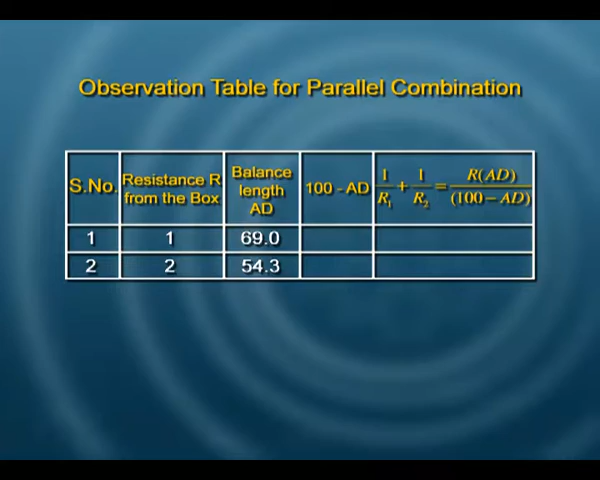 Observation Table for Parallel Combination
S.No.
Resistance R
from the Box
Balance
length
AD
100 - AD
1/R₁ + 1/R₂ = R(AD)/(100 – AD)
1 1 69.0
2 2 54.3